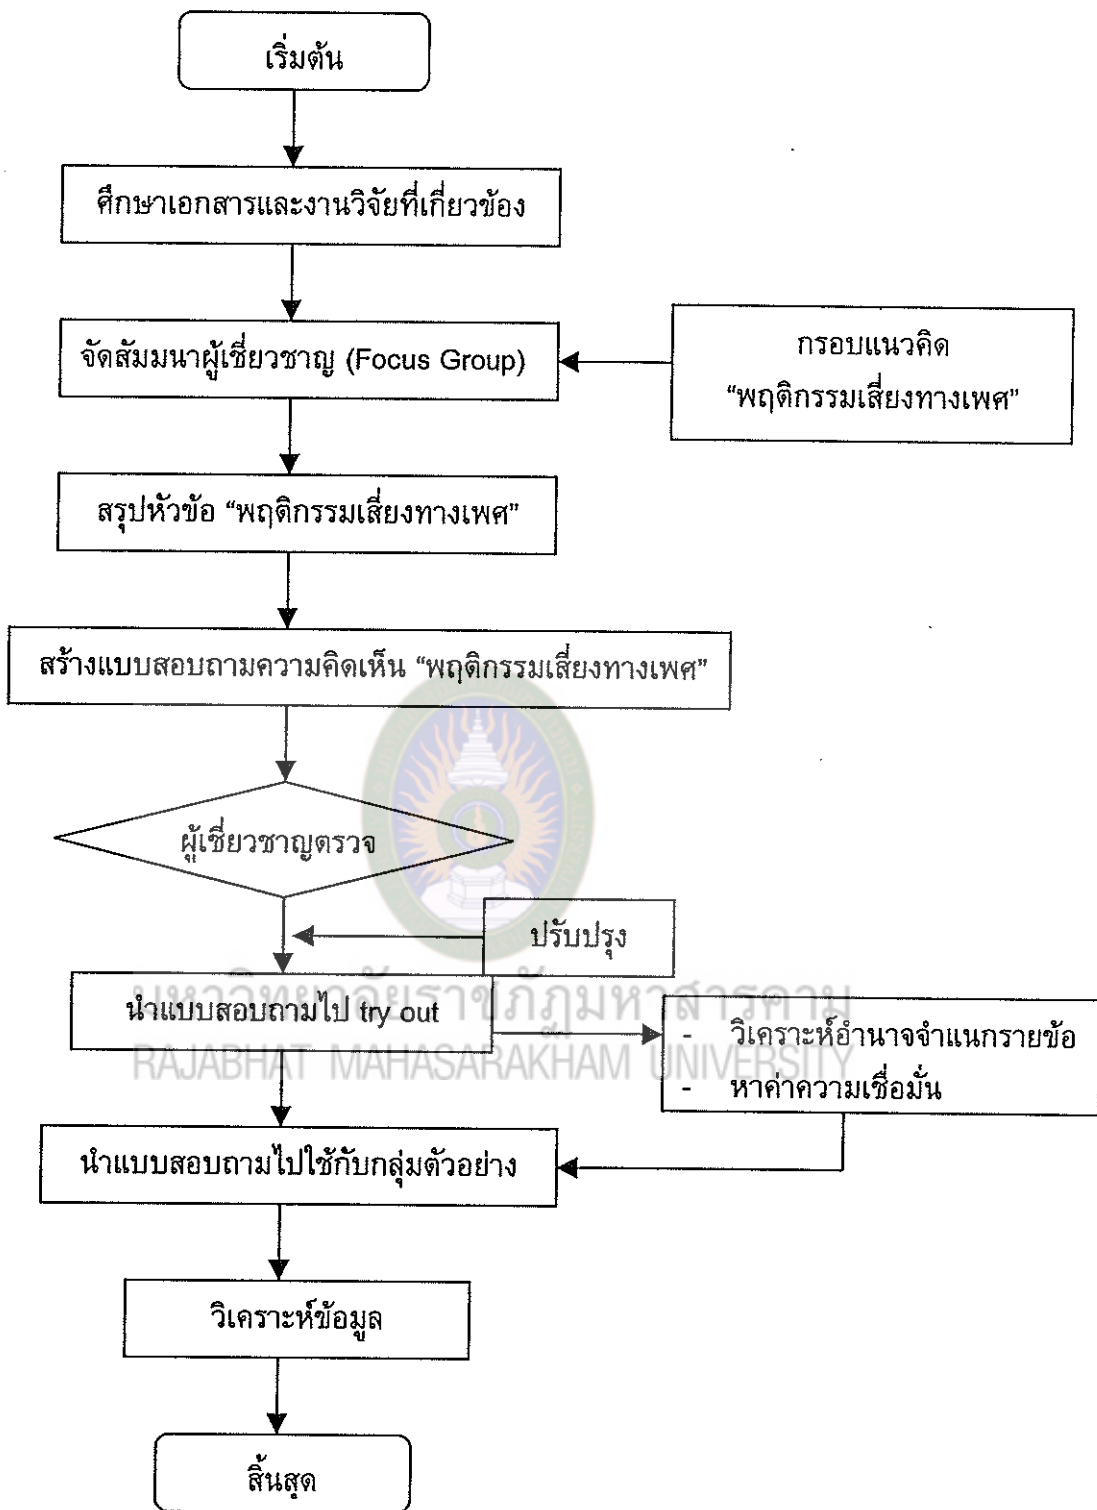 เริ่มต้น
ศึกษาเอกสารและงานวิจัยที่เกี่ยวข้อง
จัดสัมมนาผู้เชี่ยวชาญ (Focus Group)
กรอบแนวคิด
“พฤติกรรมเสี่ยงทางเพศ”
สรุปหัวข้อ “พฤติกรรมเสี่ยงทางเพศ”
สร้างแบบสอบถามความคิดเห็น “พฤติกรรมเสี่ยงทางเพศ”
ผู้เชี่ยวชาญตรวจ
ปรับปรุง
นำแบบสอบถามไป try out
มหาวิทยาลัยราชภัฏมหาสารคาม
RAJABHAT MAHASARAKHAM UNIVERSITY
- วิเคราะห์อำนาจจำแนกรายข้อ
- หาค่าความเชื่อมั่น
นำแบบสอบถามไปใช้กับกลุ่มตัวอย่าง
วิเคราะห์ข้อมูล
สิ้นสุด